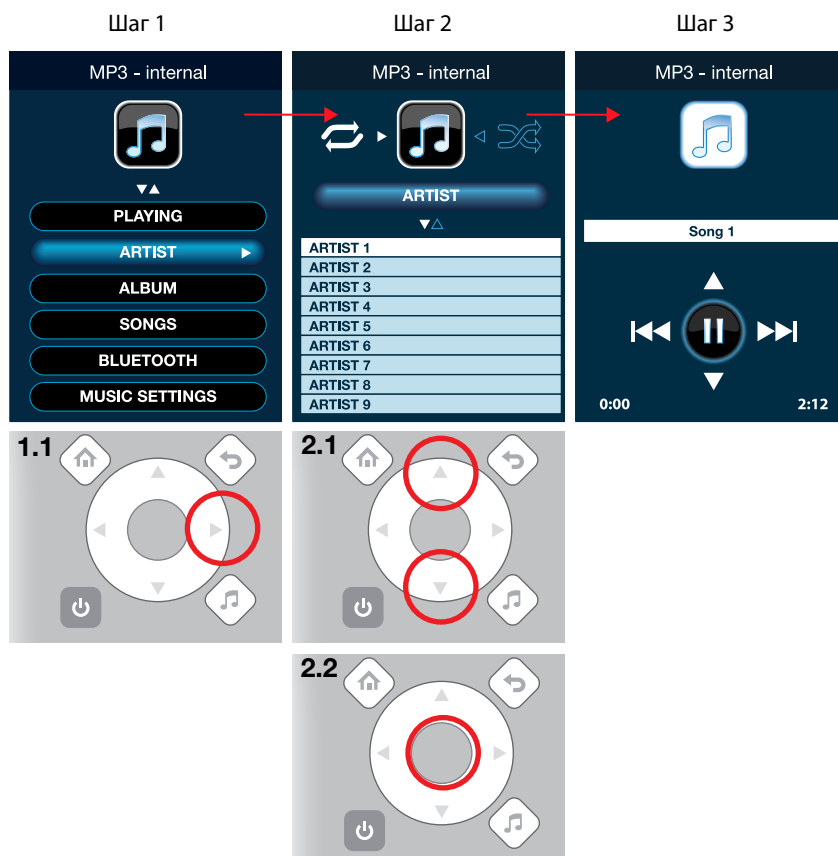 Шаг 1
Шаг 2
Шаг 3
MP3 - internal
PLAYING
ARTIST
ALBUM
SONGS
BLUETOOTH
MUSIC SETTINGS
MP3 - internal
ARTIST
ARTIST 1
ARTIST 2
ARTIST 3
ARTIST 4
ARTIST 5
ARTIST 6
ARTIST 7
ARTIST 8
ARTIST 9
MP3 - internal
Song 1
0:00
2:12
1.1
2.1
2.2